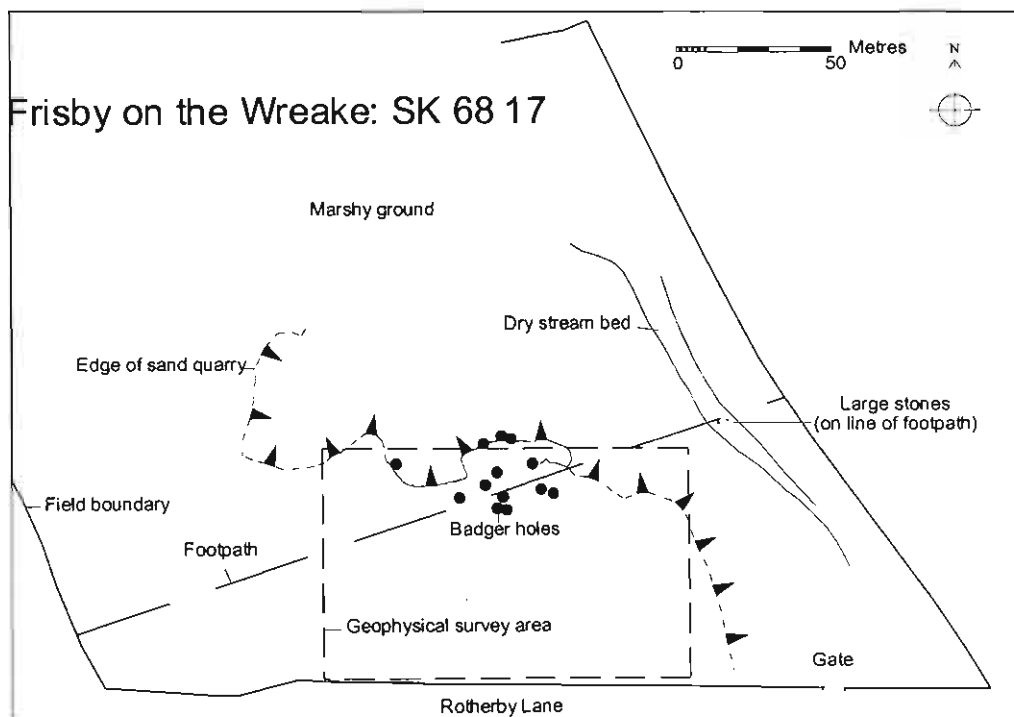 Metres
0 50
N
Frisby on the Wreake: SK 68 17
Marshy ground
Dry stream bed
Edge of sand quarry
Large stones
(on line of footpath)
Field boundary
Badger holes
Footpath
Geophysical survey area
Gate
Rotherby Lane